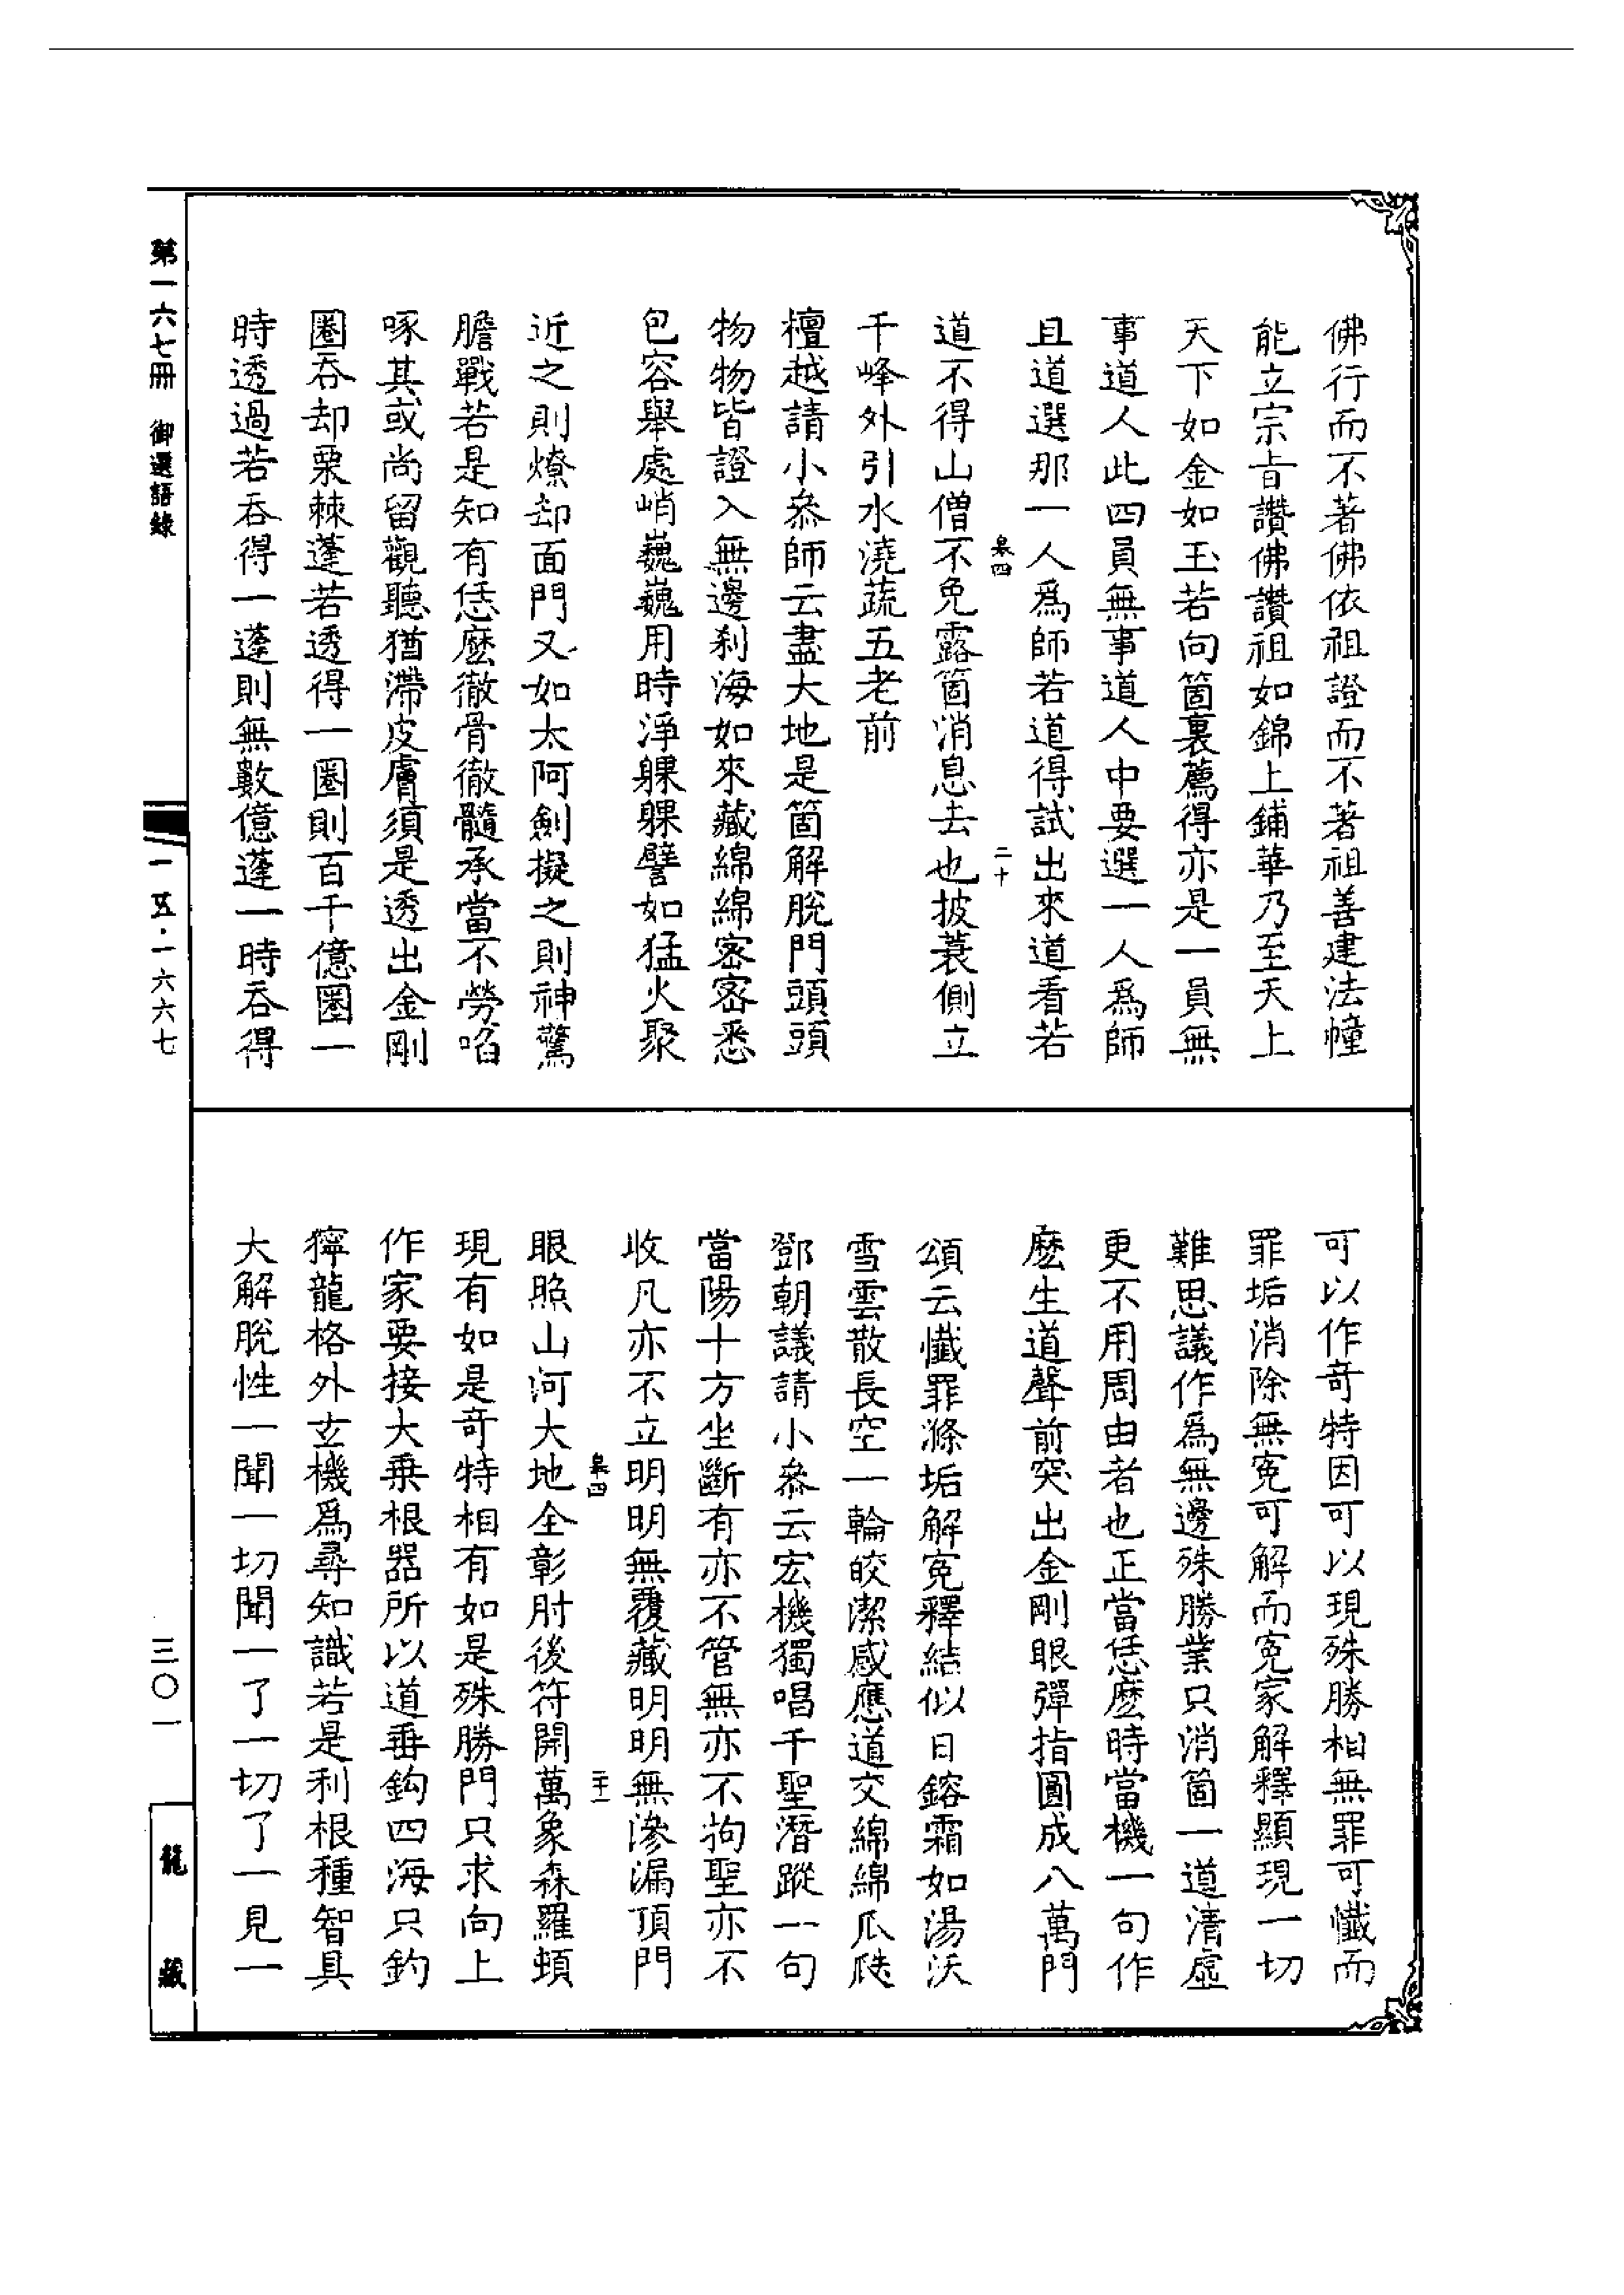 佛行而不著佛依祖證而不著祖善建法幢
能立宗旨讚佛讚祖如錦上鋪華乃至天上
天下如金如玉若向箇裏薦得亦是一員無
事道人此四員無事道人中要選一人爲師
且道選那一人爲師若道得試出來道看若
皋四
二十
道不得山僧不免露箇消息去也披蓑側立
千峰外引水澆蔬五老前
檀越請小叅師云盡大地是箇解脫門頭頭
物物皆證入無邊刹海如來藏綿綿密密悉
包容舉處峭巍巍用時淨躶躶譬如猛火聚
近之則燎却面門又如太阿劍擬之則神驚
膽戰若是知有恁麽徹骨徹髓承當不勞啗
啄其或尚留觀聽猶滯皮膚須是透出金剛
圈吞却栗棘蓬若透得一圈則百千億圈一
時透過若吞得一蓬則無數億蓬一時吞得
可以作奇特因可以現殊勝相無罪可懺而
罪垢消除無冤可解而冤家解釋顯現一切
難思議作爲無邊殊勝業只消箇一道清虛
更不用周由者也正當恁麽時當機一句作
麽生道聲前突出金剛眼彈指圓成八萬門
頌云懺罪滌垢解冤釋結似日鎔霜如湯沃
雪雲散長空一輪皎潔感應道交綿綿瓜瓞
鄧朝議請小叅云宏機獨唱千聖潛蹤一句
當陽十方坐斷有亦不管無亦不拘聖亦不
收凡亦不立明明無覆藏明明無滲漏頂門
皋四
二十一
眼照山河大地全彰肘後符開萬象森羅頓
現有如是奇特相有如是殊勝門只求向上
作家要接大乗根器所以道垂鈎四海只釣
獰龍格外玄機爲尋知識若是利根種智具
大解脫性一聞一切聞一了一切了一見一
第一六七冊　御選語錄
一五·一六六七
三〇一
龍藏